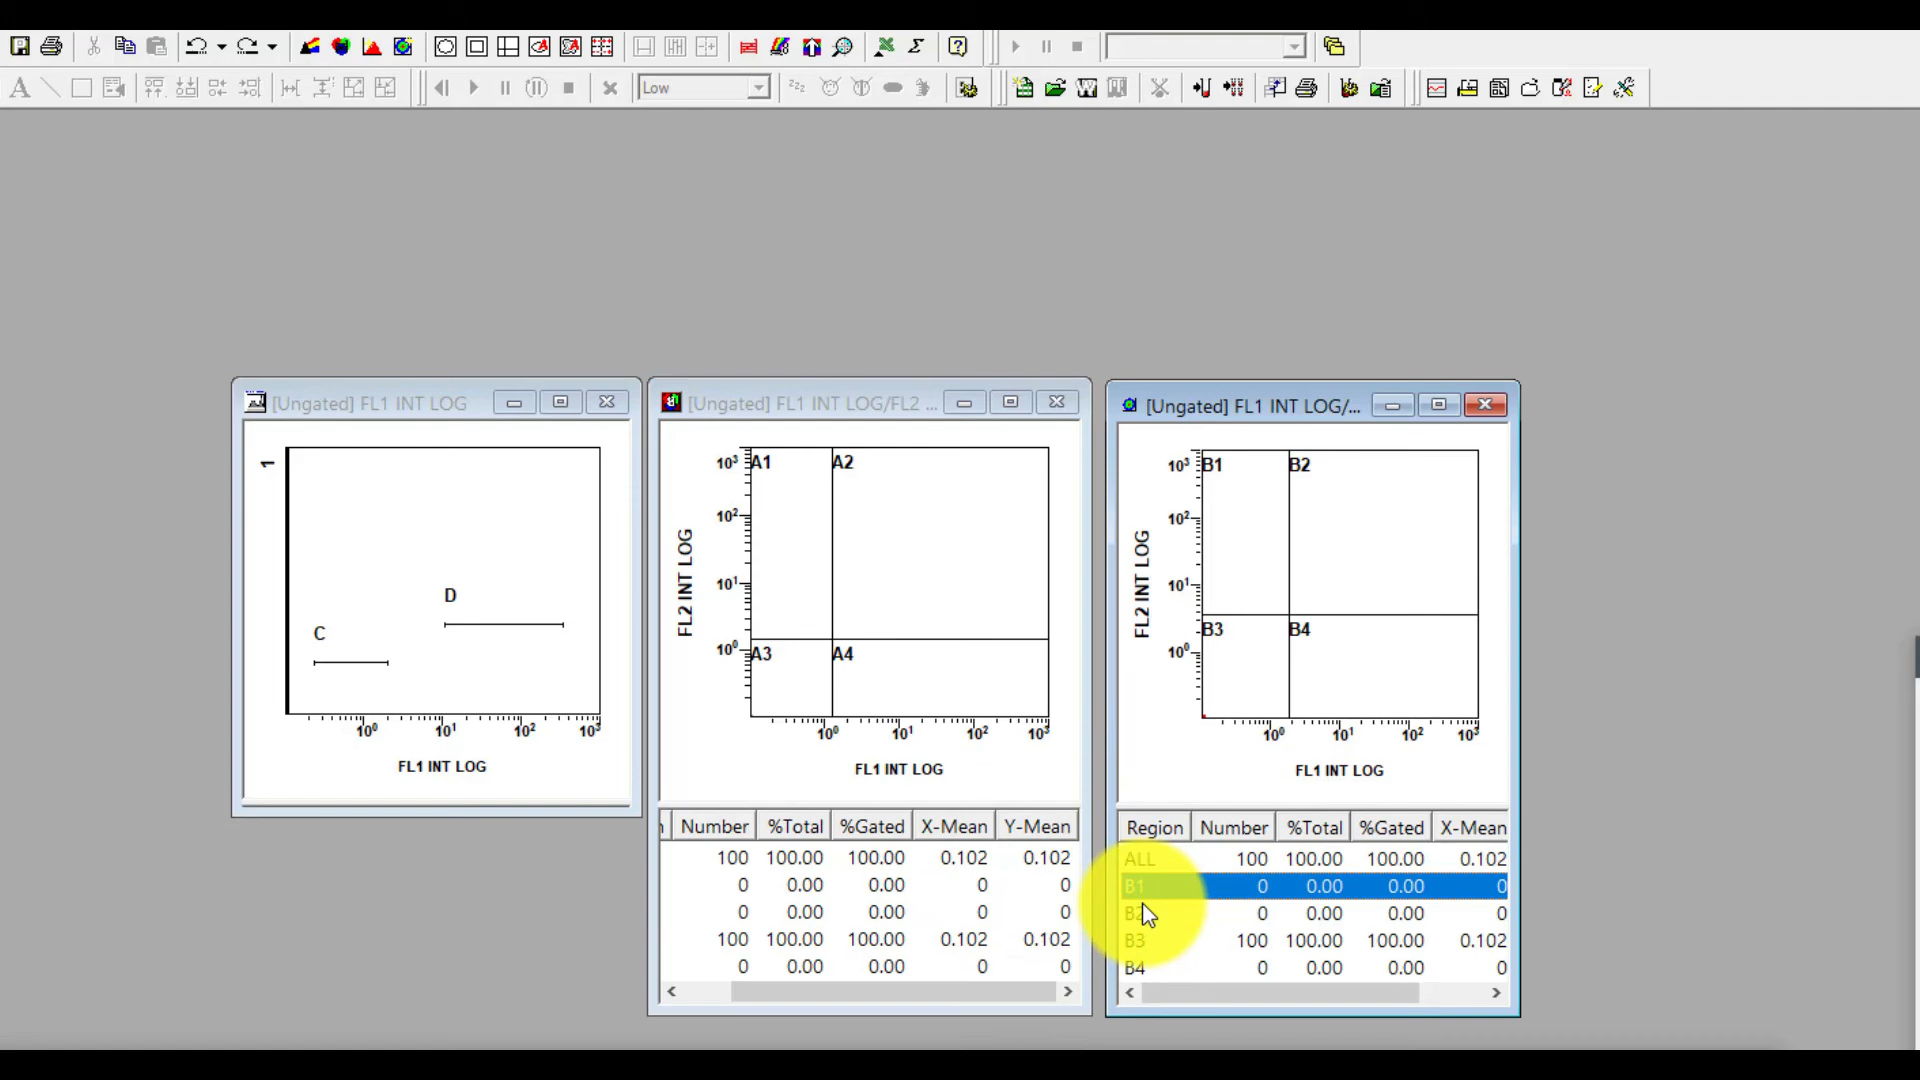 Low
[Ungated] FL1 INT LOG
1
D
C
10⁰ 10¹ 10² 10³
FL1 INT LOG
[Ungated] FL1 INT LOG/FL2 ...
10³ A1 A2
10²
10¹
10⁰ A3 A4
FL2 INT LOG
10⁰ 10¹ 10² 10³
FL1 INT LOG
Number %Total %Gated X-Mean Y-Mean
100 100.00 100.00 0.102 0.102
0 0.00 0.00 0 0
0 0.00 0.00 0 0
100 100.00 100.00 0.102 0.102
0 0.00 0.00 0 0
[Ungated] FL1 INT LOG/...
10³ B1 B2
10²
10¹
B3 B4
10⁰
FL2 INT LOG
10⁰ 10¹ 10² 10³
FL1 INT LOG
Region Number %Total %Gated X-Mean
ALL 100 100.00 100.00 0.102
B1 0 0.00 0.00 0
B2 0 0.00 0.00 0
B3 100 100.00 100.00 0.102
B4 0 0.00 0.00 0